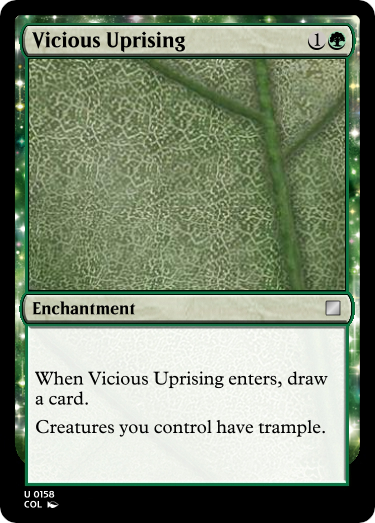 Vicious Uprising 1
Enchantment
When Vicious Uprising enters, draw
a card.
Creatures you control have trample.
U 0158
COL